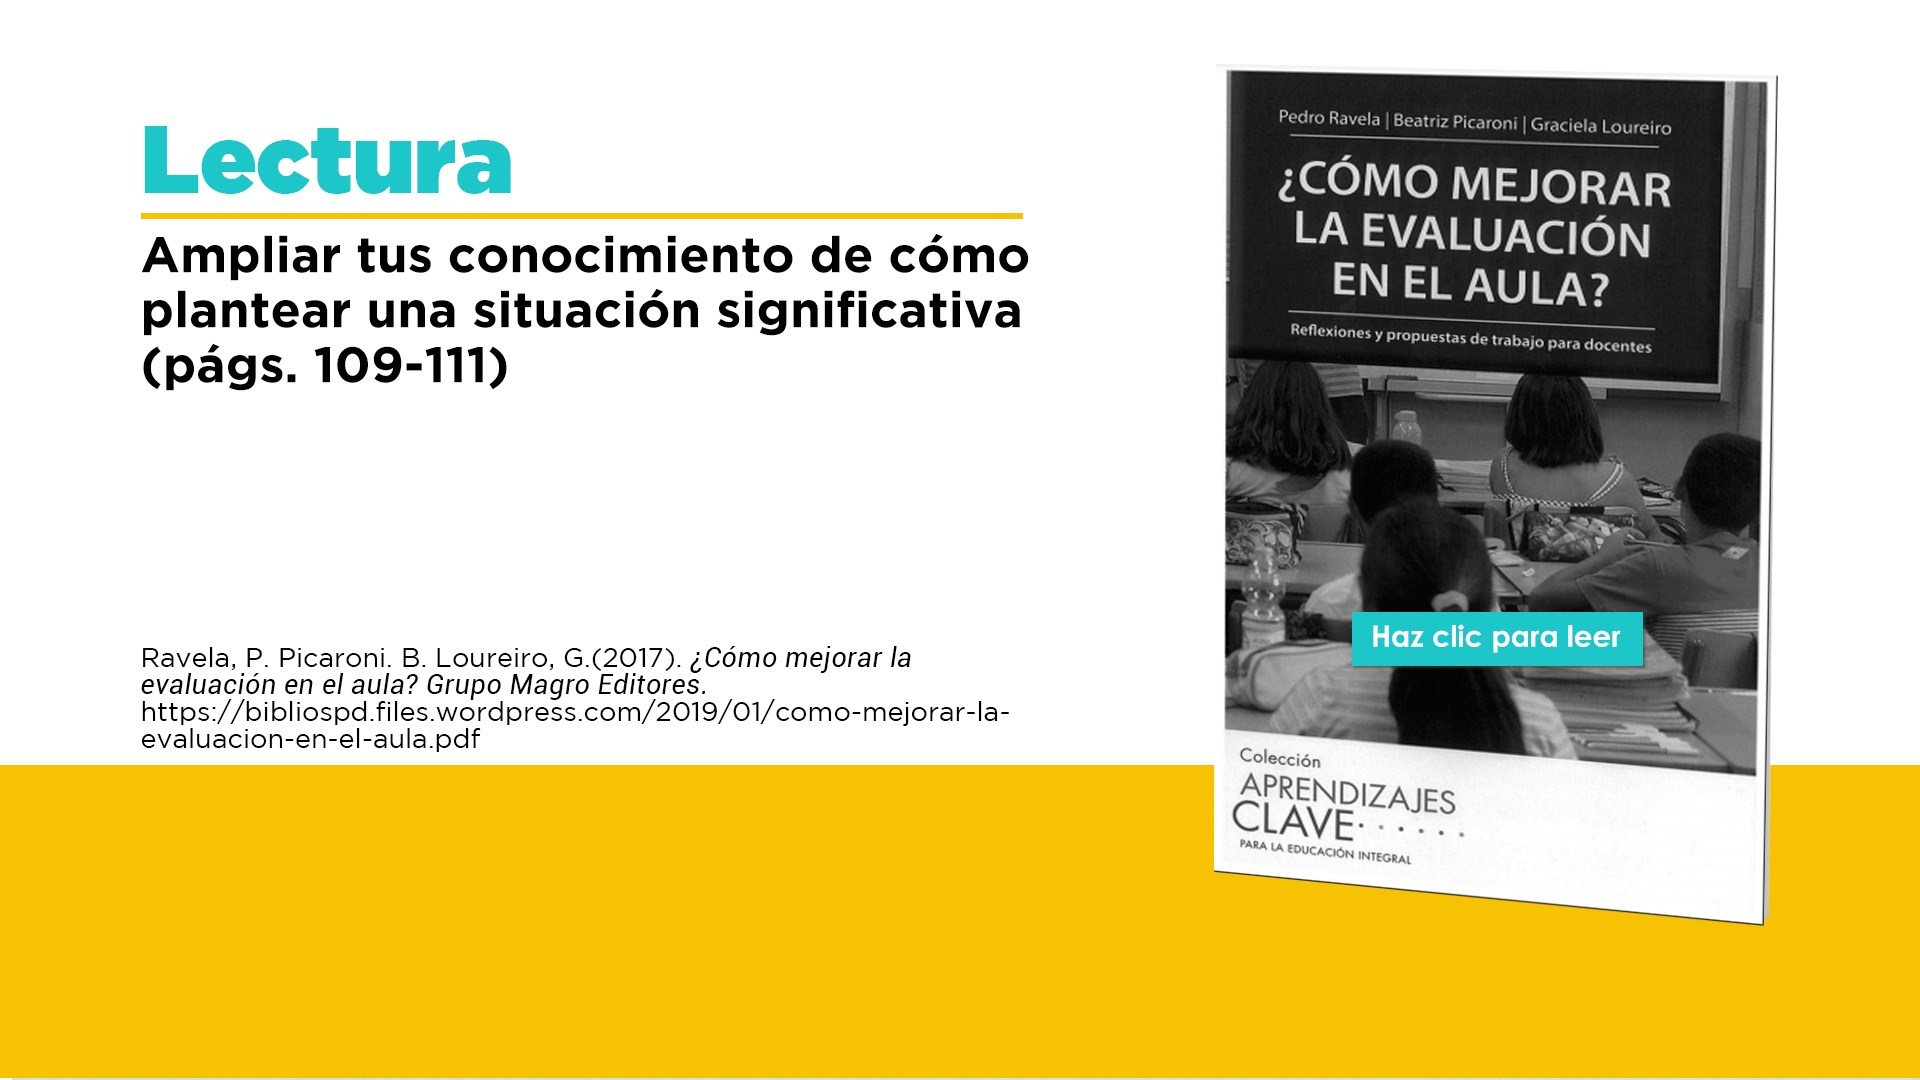 Lectura
Ampliar tus conocimiento de cómo
plantear una situación significativa
(págs. 109-111)
Ravela, P. Picaroni. B. Loureiro, G.(2017). ¿Cómo mejorar la
evaluación en el aula? Grupo Magro Editores.
https://bibliospd.files.wordpress.com/2019/01/como-mejorar-la-
evaluacion-en-el-aula.pdf
Pedro Ravela | Beatriz Picaroni | Graciela Loureiro
¿CÓMO MEJORAR
LA EVALUACIÓN
EN EL AULA?
Reflexiones y propuestas de trabajo para docentes
Haz clic para leer
Colección
APRENDIZAJES
CLAVE······
PARA LA EDUCACIÓN INTEGRAL